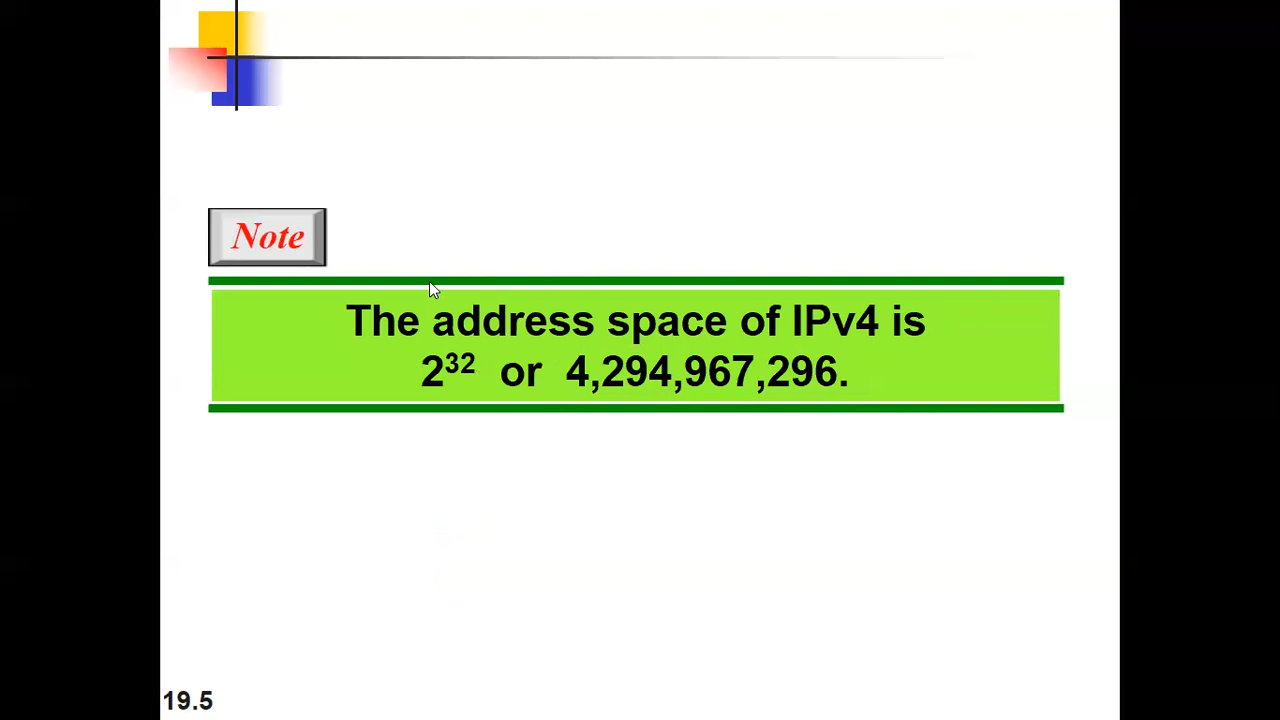 Note
The address space of IPv4 is
2³² or 4,294,967,296.
19.5